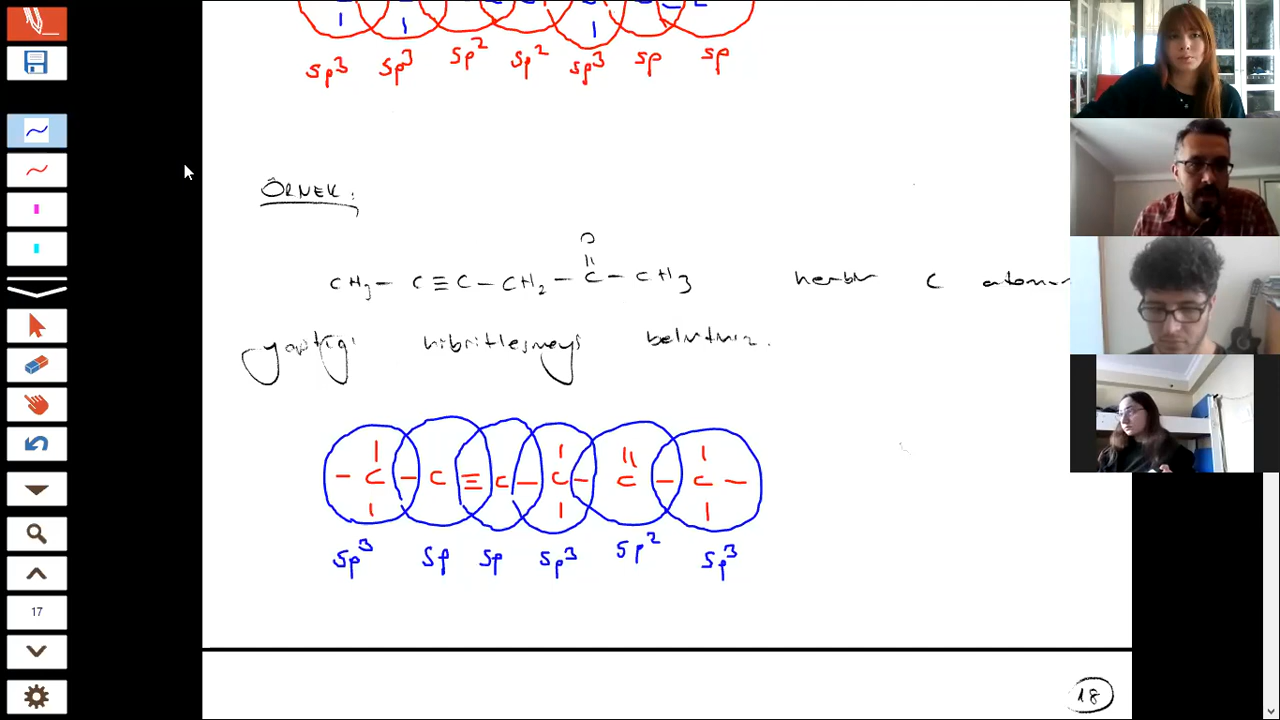 sp³ sp³ sp² sp² sp³ sp sp
ÖRNEK:
O
CH₃ – C ≡ C – CH₂ – C – CH₃ herbir C atomunun
yaptığı hibritleşmeyi belirtiniz.
– C – C ≡ C – C – C – C –
sp³ sp sp sp³ sp² sp³
17
18